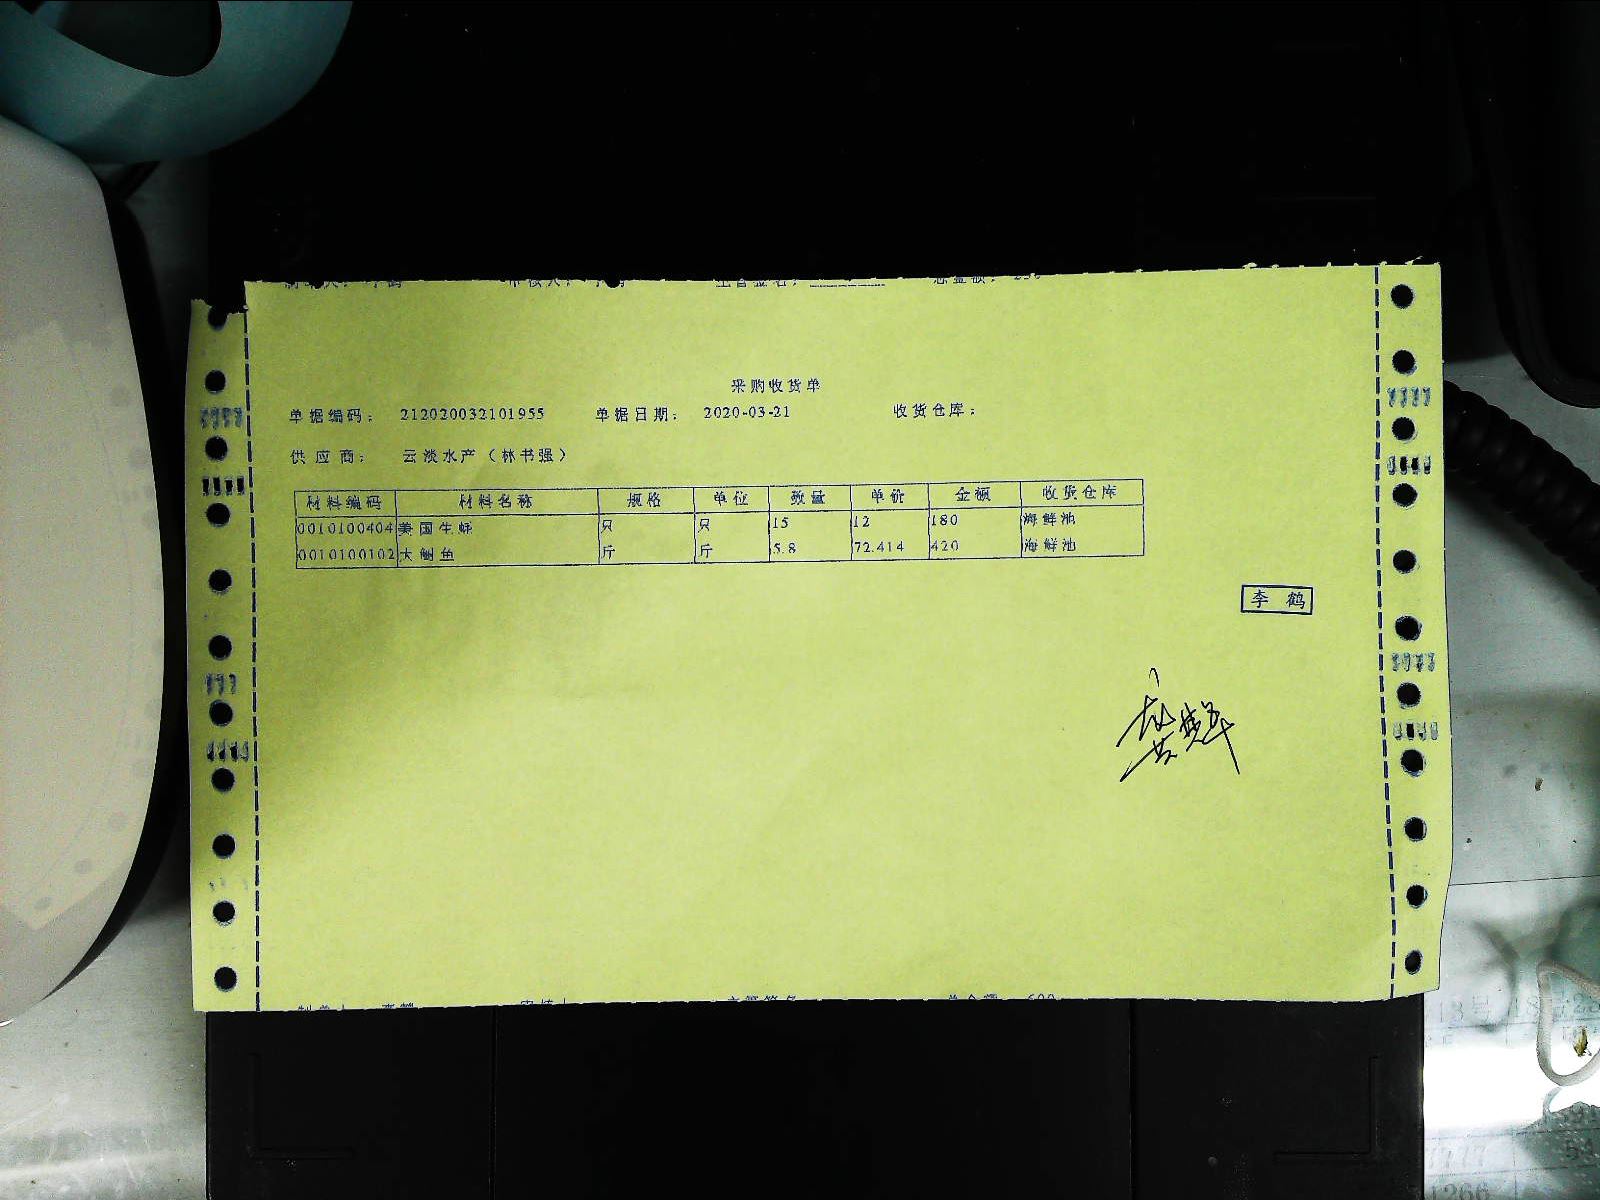 采购收货单
单据编码： 212020032101955 单据日期： 2020-03-21 收货仓库：
供应商： 云淡水产（林书强）
材料编码 材料名称 规格 单位 数量 单价 金额 收货仓库
0010100404 美国生蚝 只 只 15 12 180 海鲜池
0010100102 大鲍鱼 斤 斤 5.8 72.414 420 海鲜池
李鹤